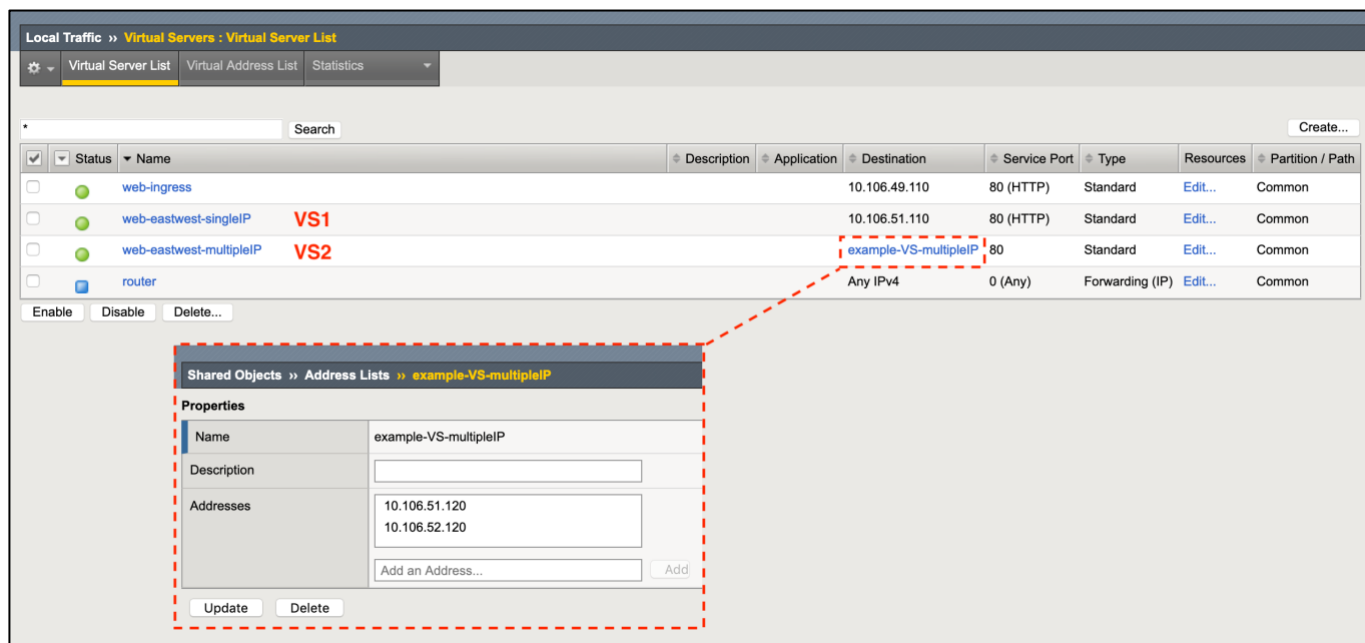 Local Traffic ›› Virtual Servers : Virtual Server List
Virtual Server List Virtual Address List Statistics
* Search Create...
Status Name Description Application Destination Service Port Type Resources Partition / Path
web-ingress 10.106.49.110 80 (HTTP) Standard Edit... Common
web-eastwest-singleIP VS1 10.106.51.110 80 (HTTP) Standard Edit... Common
web-eastwest-multipleIP VS2 example-VS-multipleIP 80 Standard Edit... Common
router Any IPv4 0 (Any) Forwarding (IP) Edit... Common
Enable Disable Delete...
Shared Objects ›› Address Lists ›› example-VS-multipleIP
Properties
Name example-VS-multipleIP
Description
Addresses 10.106.51.120
10.106.52.120
Add an Address... Add
Update Delete